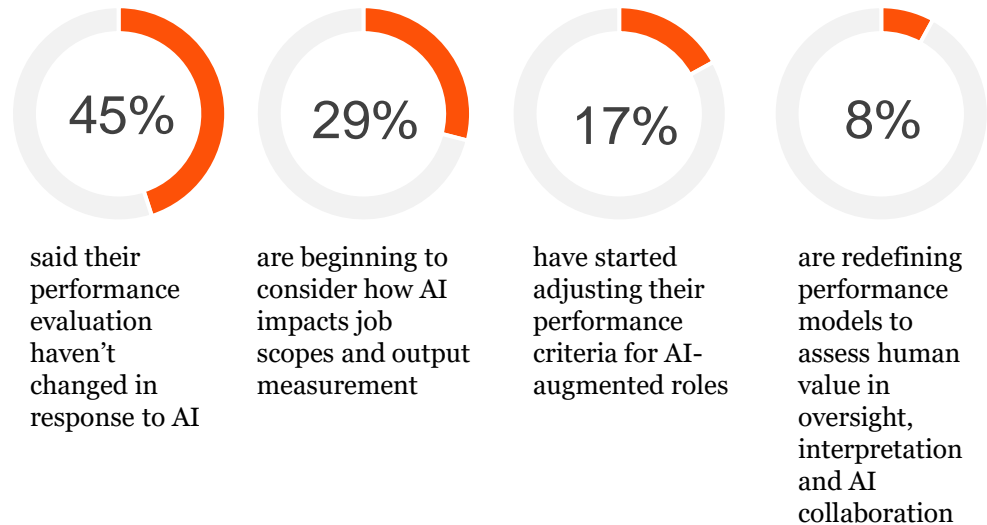 45%
said their
performance
evaluation
haven’t
changed in
response to AI
29%
are beginning to
consider how AI
impacts job
scopes and output
measurement
17%
have started
adjusting their
performance
criteria for AI-
augmented roles
8%
are redefining
performance
models to
assess human
value in
oversight,
interpretation
and AI
collaboration